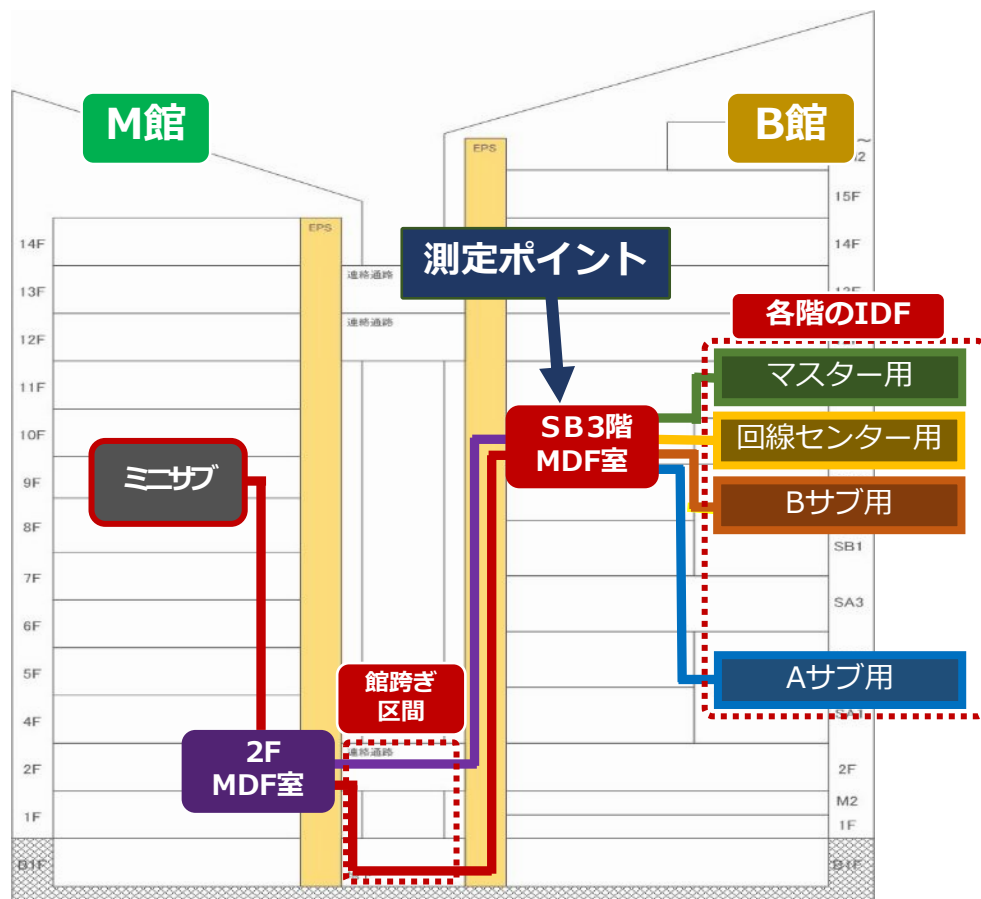 M館
B館
EPS
EPS
15F
14F
14F
測定ポイント
連絡通路
13F
各階のIDF
連絡通路
12F
マスター用
11F
SB3階
MDF室
回線センター用
10F
ミニサブ
9F
Bサブ用
8F
SB1
7F
SA3
6F
5F
館跨ぎ
区間
Aサブ用
4F
SA1
2F
MDF室
連絡通路
2F
2F
M2
1F
1F
B1F
B1F